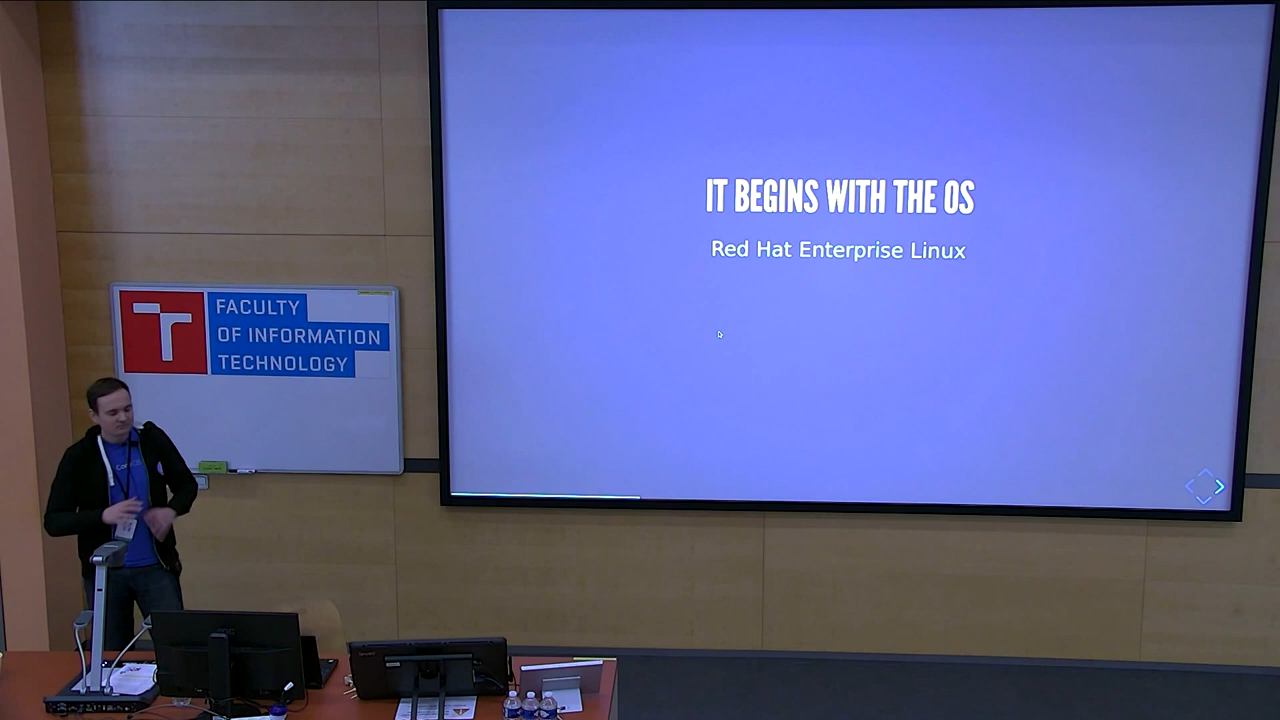 IT BEGINS WITH THE OS
Red Hat Enterprise Linux
FACULTY
OF INFORMATION
TECHNOLOGY